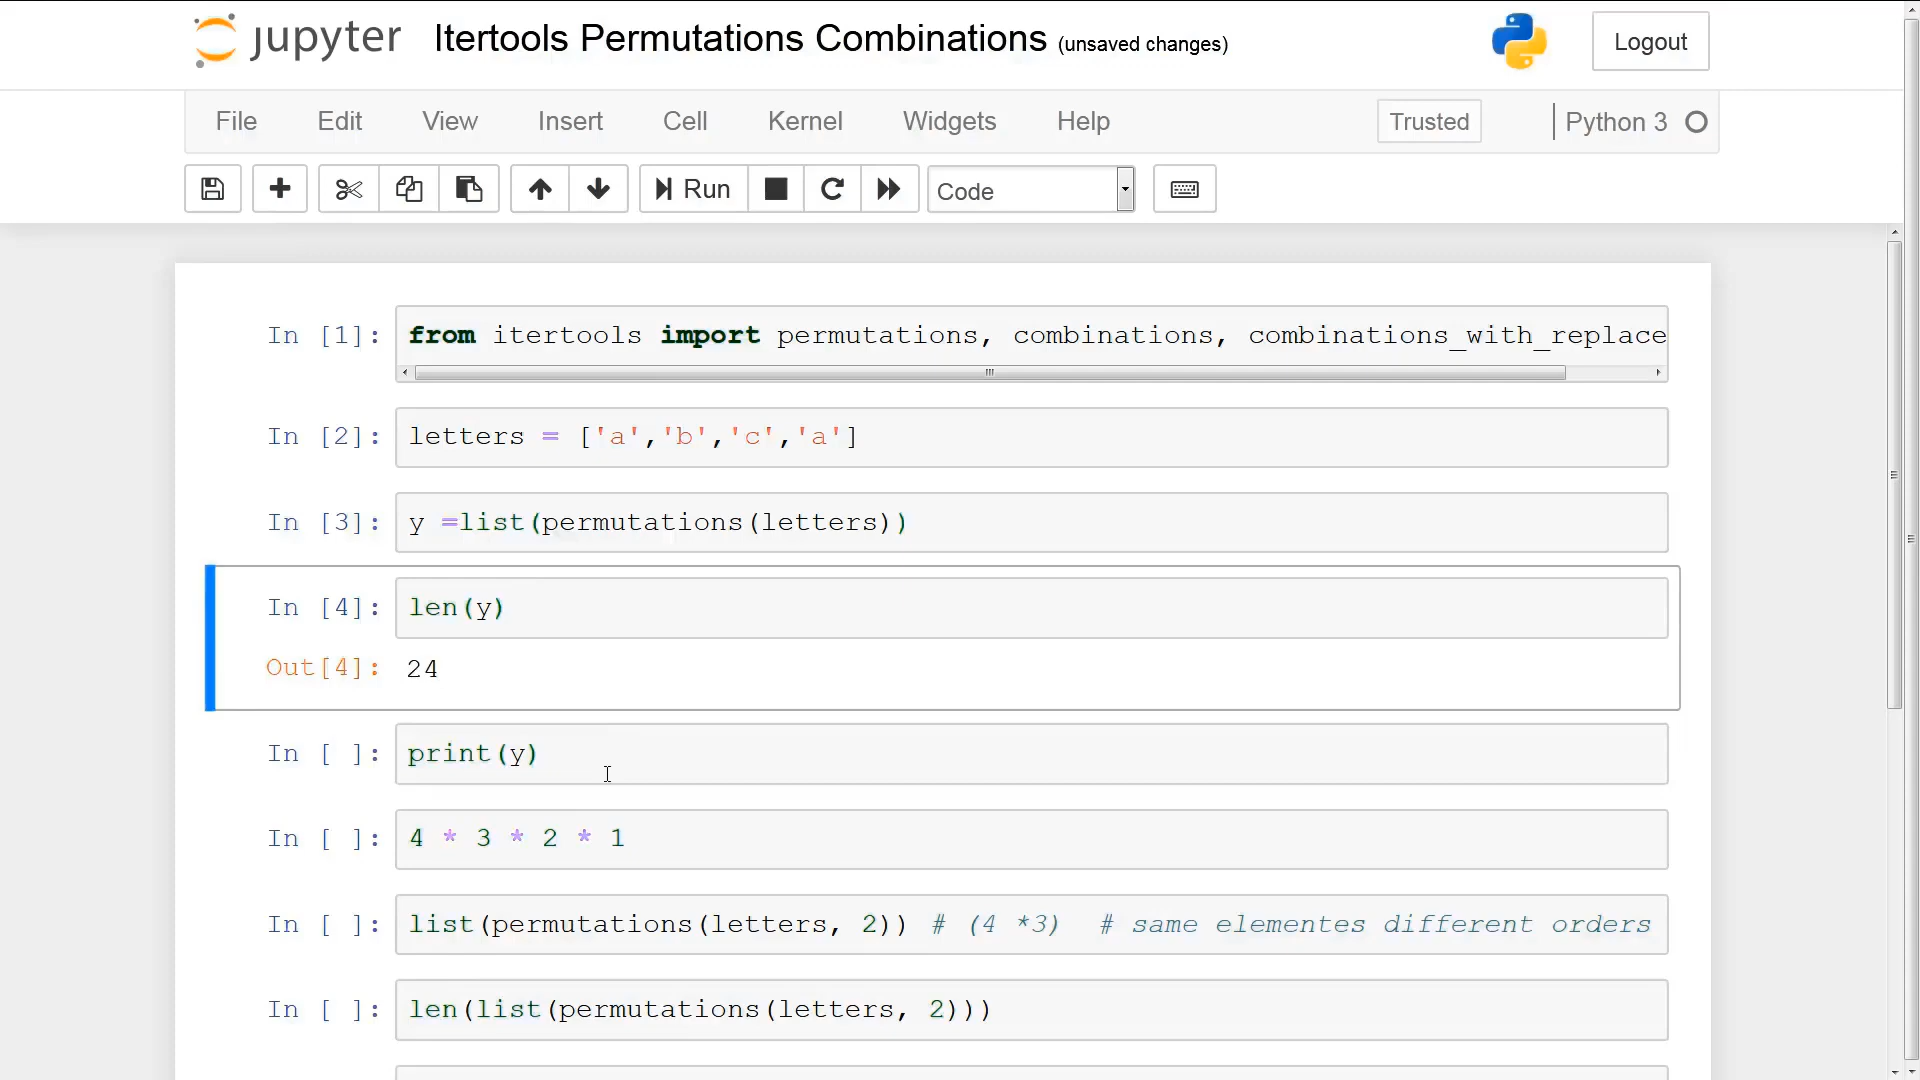 jupyter Itertools Permutations Combinations (unsaved changes) Logout
File Edit View Insert Cell Kernel Widgets Help Trusted Python 3
Run Code
In [1]: from itertools import permutations, combinations, combinations_with_replace
In [2]: letters = ['a','b','c','a']
In [3]: y =list(permutations(letters))
In [4]: len(y)
Out[4]: 24
In [ ]: print(y)
In [ ]: 4 * 3 * 2 * 1
In [ ]: list(permutations(letters, 2)) # (4 *3)  # same elementes different orders
In [ ]: len(list(permutations(letters, 2)))